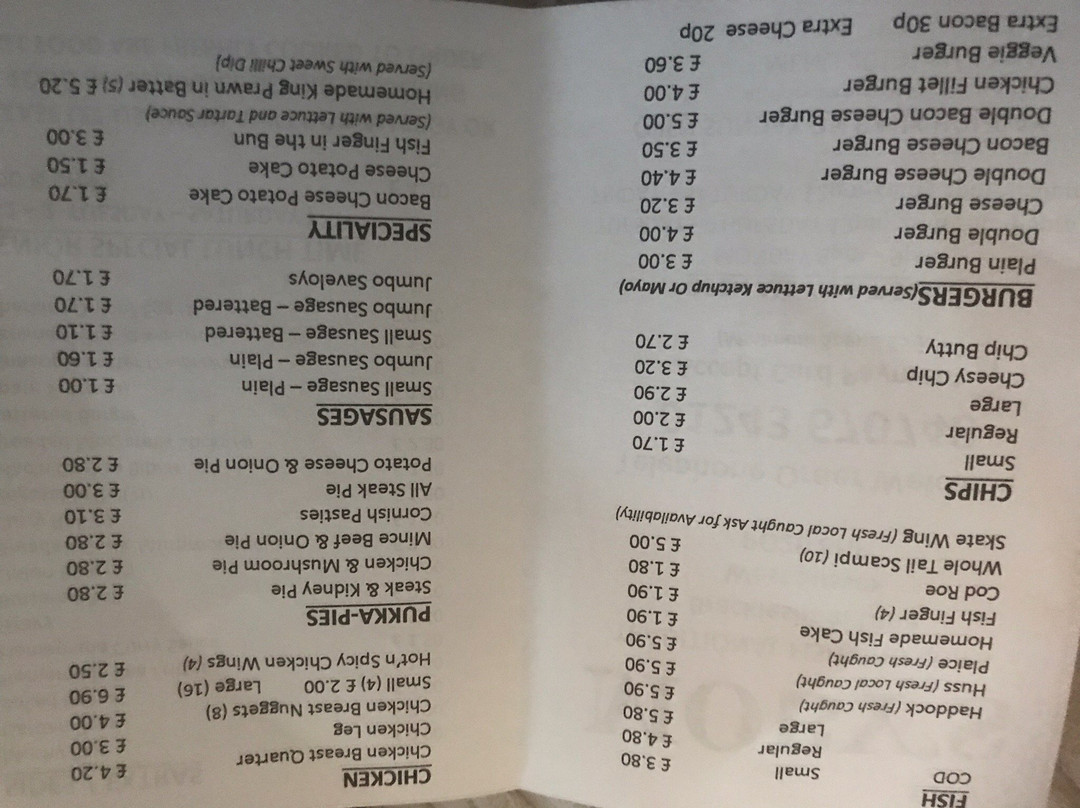 FISH
COD Small £ 3.80
Regular £ 4.80
Large £ 5.80
Haddock (Fresh Caught) £ 5.90
Huss (Fresh Local Caught) £ 5.90
Plaice (Fresh Caught) £ 5.90
Homemade Fish Cake £ 1.90
Fish Finger (4) £ 1.90
Cod Roe £ 1.80
Whole Tail Scampi (10) £ 5.00
Skate Wing (Fresh Local Caught Ask for Availability)
CHIPS
Small £ 1.70
Regular £ 2.00
Large £ 2.90
Cheesy Chip £ 3.20
Chip Butty £ 2.70
BURGERS(Served with Lettuce Ketchup Or Mayo)
Plain Burger £ 3.00
Double Burger £ 4.00
Cheese Burger £ 3.20
Double Cheese Burger £ 4.40
Bacon Cheese Burger £ 3.50
Double Bacon Cheese Burger £ 5.00
Chicken Fillet Burger £ 4.00
Veggie Burger £ 3.60
Extra Bacon 30p Extra Cheese 20p
CHICKEN
Chicken Breast Quarter £ 4.20
Chicken Leg £ 3.00
Chicken Breast Nuggets (8) £ 4.00
Small (4) £ 2.00 Large (16) £ 6.90
Hot'n Spicy Chicken Wings (4) £ 2.50
PUKKA-PIES
Steak & Kidney Pie £ 2.80
Chicken & Mushroom Pie £ 2.80
Mince Beef & Onion Pie £ 2.80
Cornish Pasties £ 3.10
All Steak Pie £ 3.00
Potato Cheese & Onion Pie £ 2.80
SAUSAGES
Small Sausage – Plain £ 1.00
Jumbo Sausage – Plain £ 1.60
Small Sausage – Battered £ 1.10
Jumbo Sausage – Battered £ 1.70
Jumbo Saveloys £ 1.70
SPECIALITY
Bacon Cheese Potato Cake £ 1.70
Cheese Potato Cake £ 1.50
Fish Finger in the Bun £ 3.00
(Served with Lettuce and Tartar Sauce)
Homemade King Prawn in Batter (5) £ 5.20
(Served with Sweet Chilli Dip)